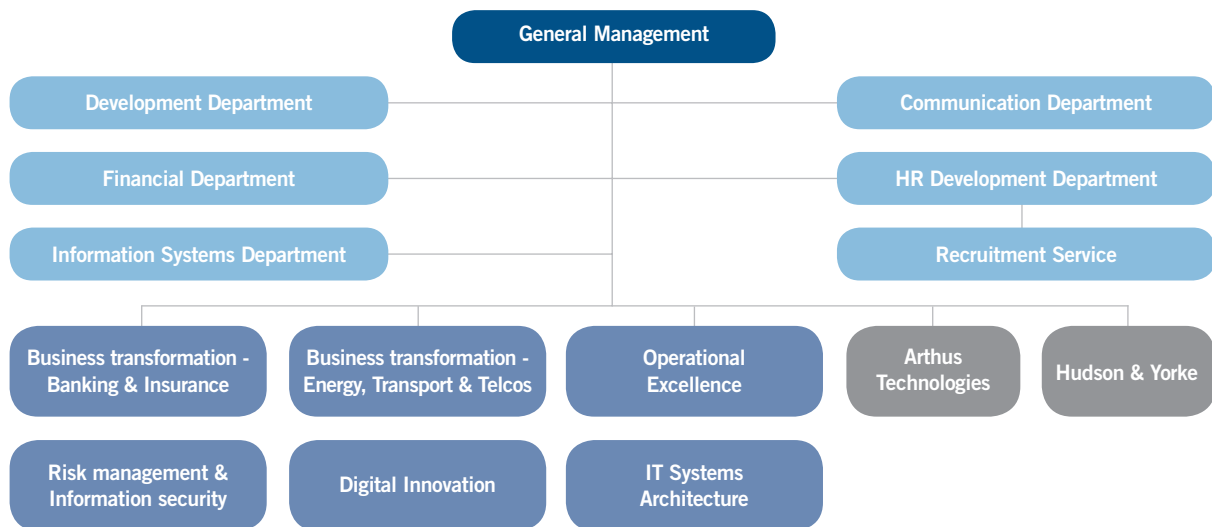 General Management
Development Department
Communication Department
Financial Department
HR Development Department
Information Systems Department
Recruitment Service
Business transformation -
Banking & Insurance
Business transformation -
Energy, Transport & Telcos
Operational
Excellence
Arthus
Technologies
Hudson & Yorke
Risk management &
Information security
Digital Innovation
IT Systems
Architecture